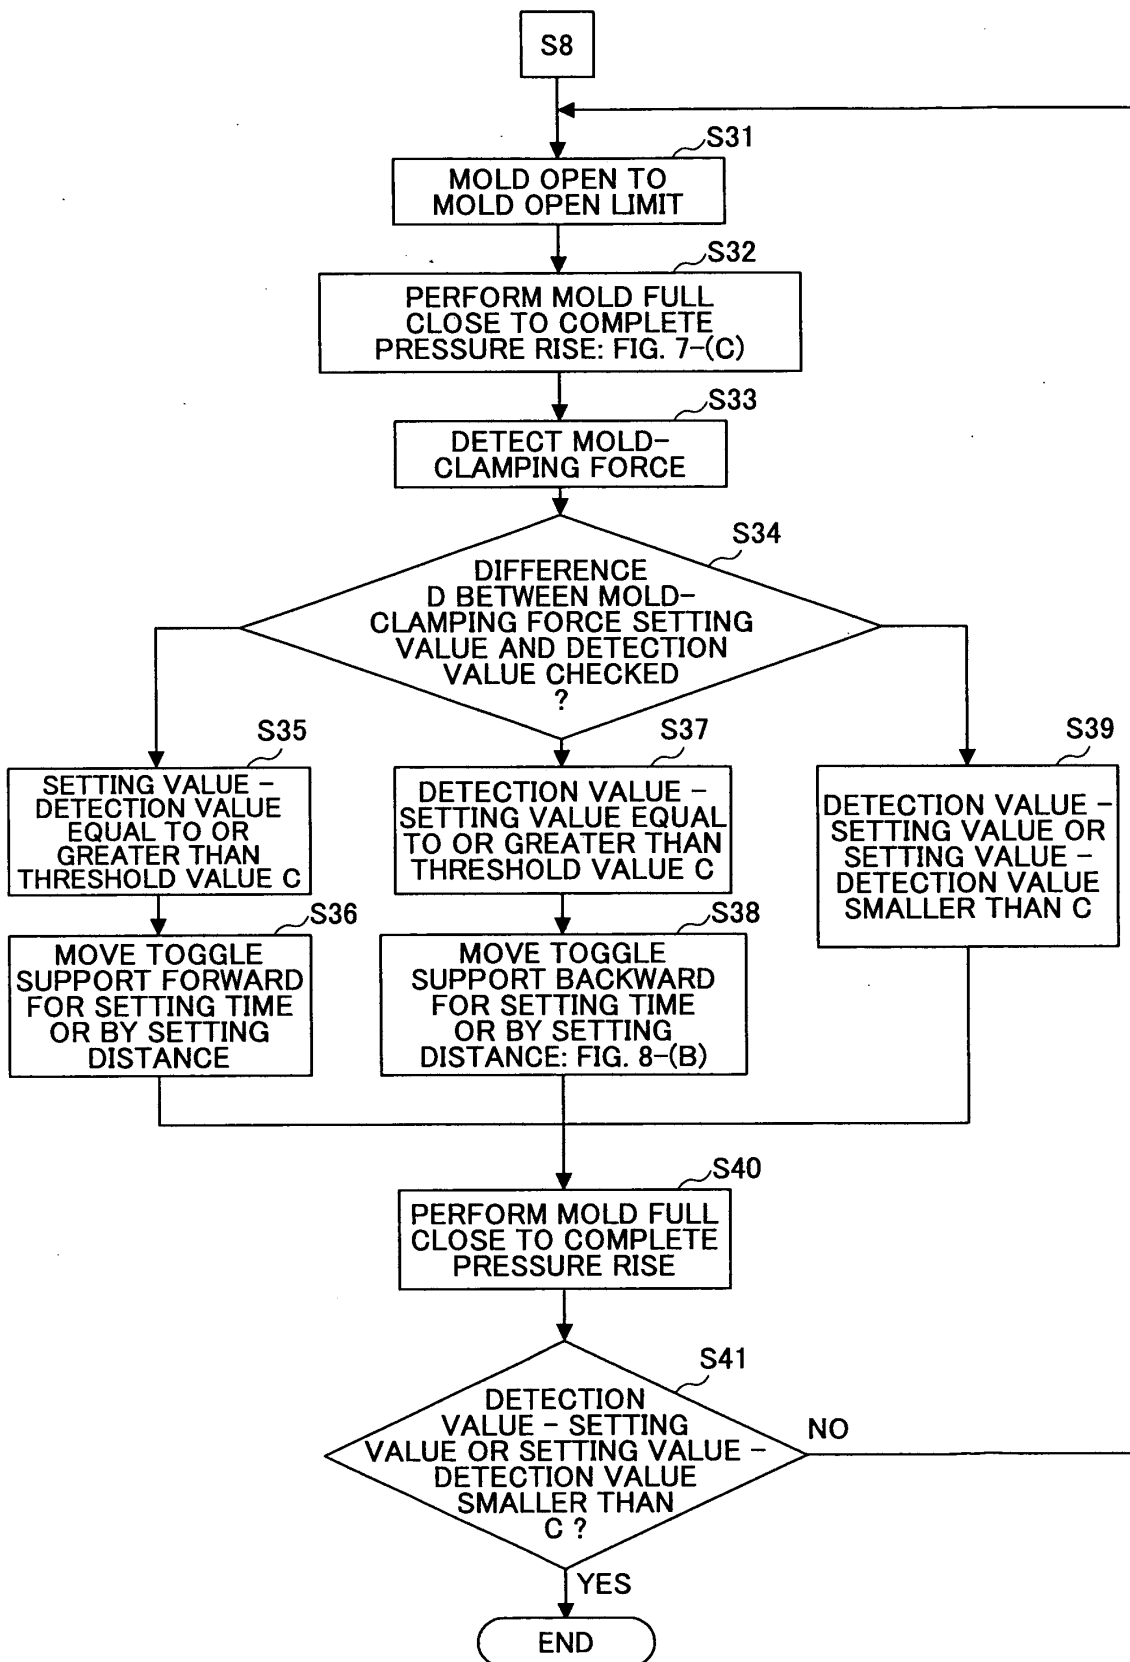 S8
S31
MOLD OPEN TO
MOLD OPEN LIMIT
S32
PERFORM MOLD FULL
CLOSE TO COMPLETE
PRESSURE RISE: FIG. 7-(C)
S33
DETECT MOLD-
CLAMPING FORCE
S34
DIFFERENCE
D BETWEEN MOLD-
CLAMPING FORCE SETTING
VALUE AND DETECTION
VALUE CHECKED
?
S35
SETTING VALUE -
DETECTION VALUE
EQUAL TO OR
GREATER THAN
THRESHOLD VALUE C
S36
MOVE TOGGLE
SUPPORT FORWARD
FOR SETTING TIME
OR BY SETTING
DISTANCE
S37
DETECTION VALUE -
SETTING VALUE EQUAL
TO OR GREATER THAN
THRESHOLD VALUE C
S38
MOVE TOGGLE
SUPPORT BACKWARD
FOR SETTING TIME
OR BY SETTING
DISTANCE: FIG. 8-(B)
S39
DETECTION VALUE -
SETTING VALUE OR
SETTING VALUE -
DETECTION VALUE
SMALLER THAN C
S40
PERFORM MOLD FULL
CLOSE TO COMPLETE
PRESSURE RISE
S41
DETECTION
VALUE - SETTING
VALUE OR SETTING VALUE -
DETECTION VALUE
SMALLER THAN
C ?
NO
YES
END